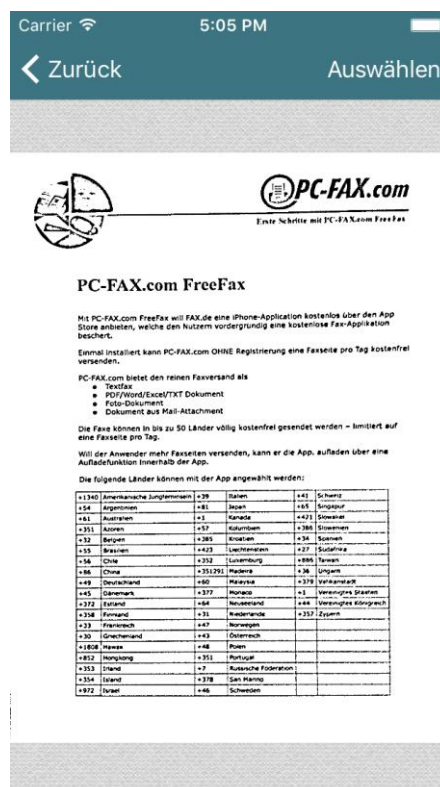 Carrier 5:05 PM
Zurück Auswählen
PC-FAX.com
Erste Schritte mit PC-FAX.com FreeFax
PC-FAX.com FreeFax
Mit PC-FAX.com FreeFax will FAX.de eine iPhone-Application kostenlos über den App
Store anbieten, welche den Nutzern vordergründig eine kostenlose Fax-Applikation
beschert.
Einmal installiert kann PC-FAX.com OHNE Registrierung eine Faxseite pro Tag kostenfrei
versenden.
PC-FAX.com bietet den reinen Faxversand als
• Textfax
• PDF/Word/Excel/TXT Dokument
• Foto-Dokument
• Dokument aus Mail-Attachment
Die Faxe können in bis zu 50 Länder völlig kostenfrei gesendet werden – limitiert auf
eine Faxseite pro Tag.
Will der Anwender mehr Faxseiten versenden, kann er die App. aufladen über eine
Aufladefunktion innerhalb der App.
Die folgende Länder können mit der App angewählt werden:
+1340 Amerikanische Jungferninseln +39 Italien +41 Schweiz
+54 Argentinien +81 Japan +65 Singapur
+61 Australien +1 Kanada +421 Slowakei
+351 Azoren +57 Kolumbien +386 Slowenien
+32 Belgien +385 Kroatien +34 Spanien
+55 Brasilien +423 Liechtenstein +27 Südafrika
+56 Chile +352 Luxemburg +886 Taiwan
+86 China +351291 Madeira +36 Ungarn
+49 Deutschland +60 Malaysia +379 Vatikanstadt
+45 Dänemark +377 Monaco +1 Vereinigtes Staaten
+372 Estland +64 Neuseeland +44 Vereinigtes Königreich
+358 Finnland +31 Niederlande +357 Zypern
+33 Frankreich +47 Norwegen
+30 Griechenland +43 Österreich
+1808 Hawaii +48 Polen
+852 Hongkong +351 Portugal
+353 Irland +7 Russische Föderation
+354 Island +378 San Marino
+972 Israel +46 Schweden